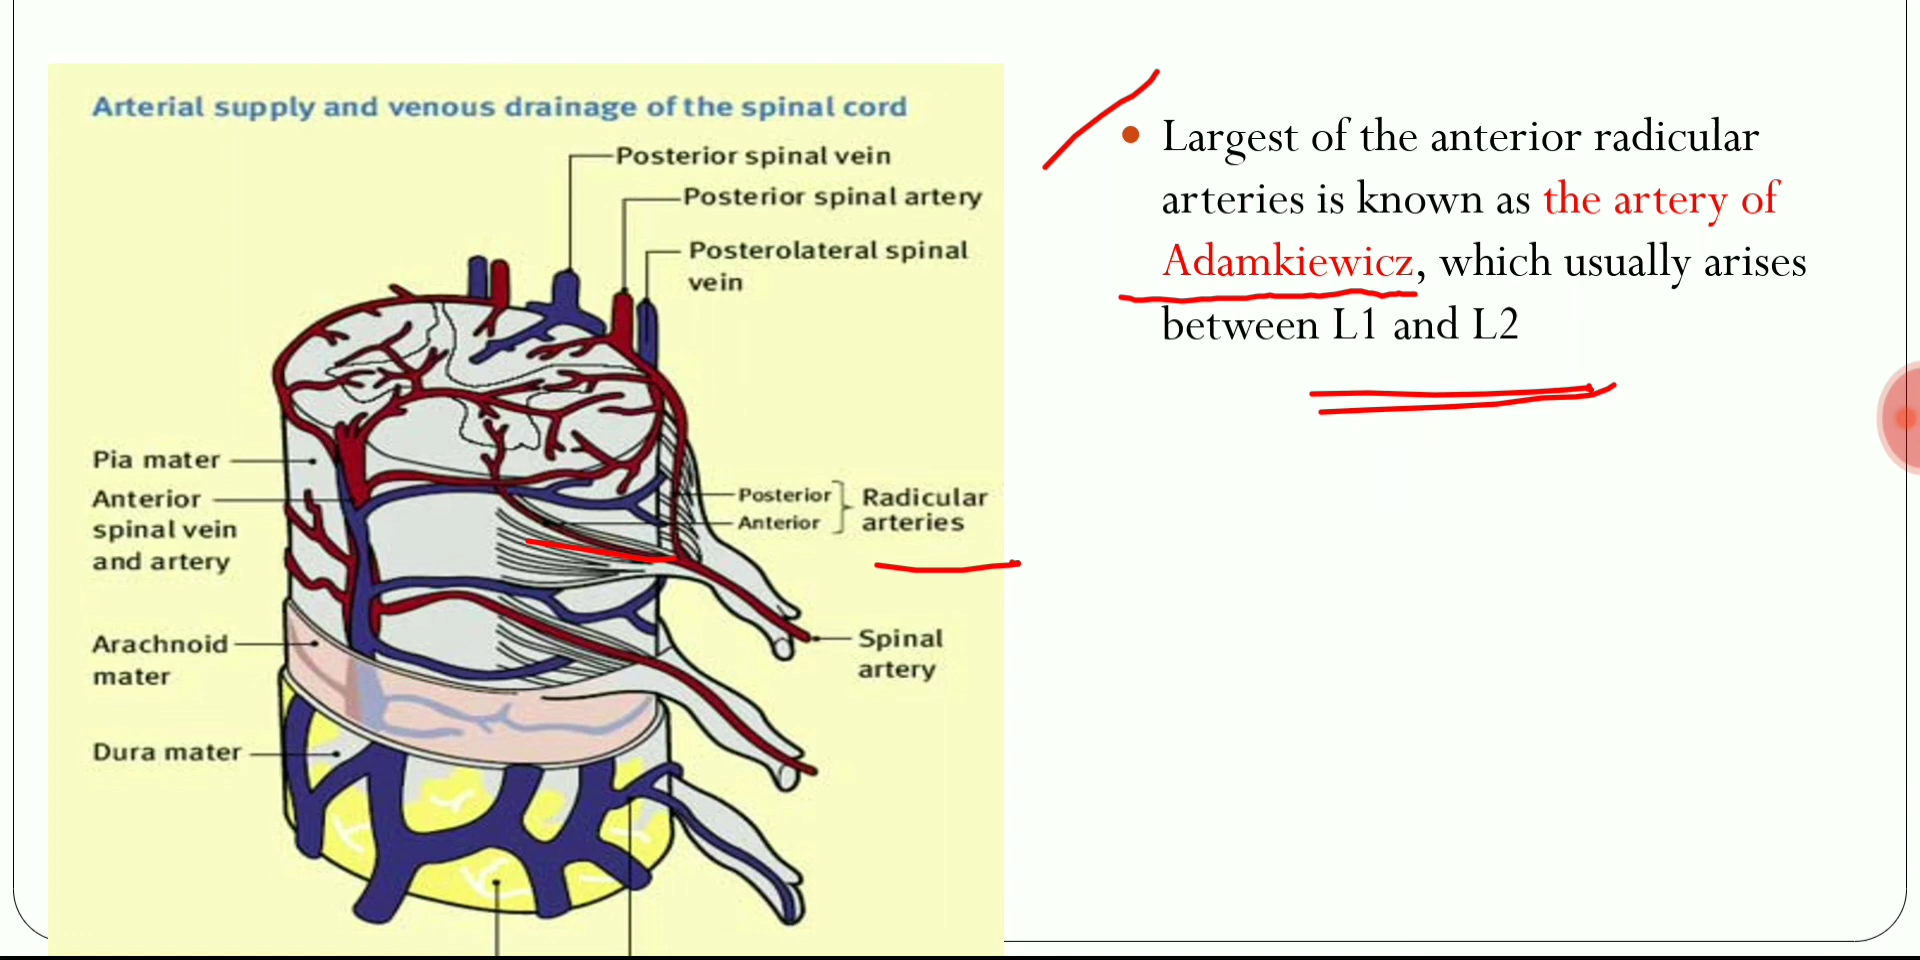 Arterial supply and venous drainage of the spinal cord
Posterior spinal vein
Posterior spinal artery
Posterolateral spinal
vein
Pia mater
Anterior
spinal vein
and artery
Posterior
Anterior
Radicular
arteries
Arachnoid
mater
Spinal
artery
Dura mater
Largest of the anterior radicular
arteries is known as the artery of
Adamkiewicz, which usually arises
between L1 and L2